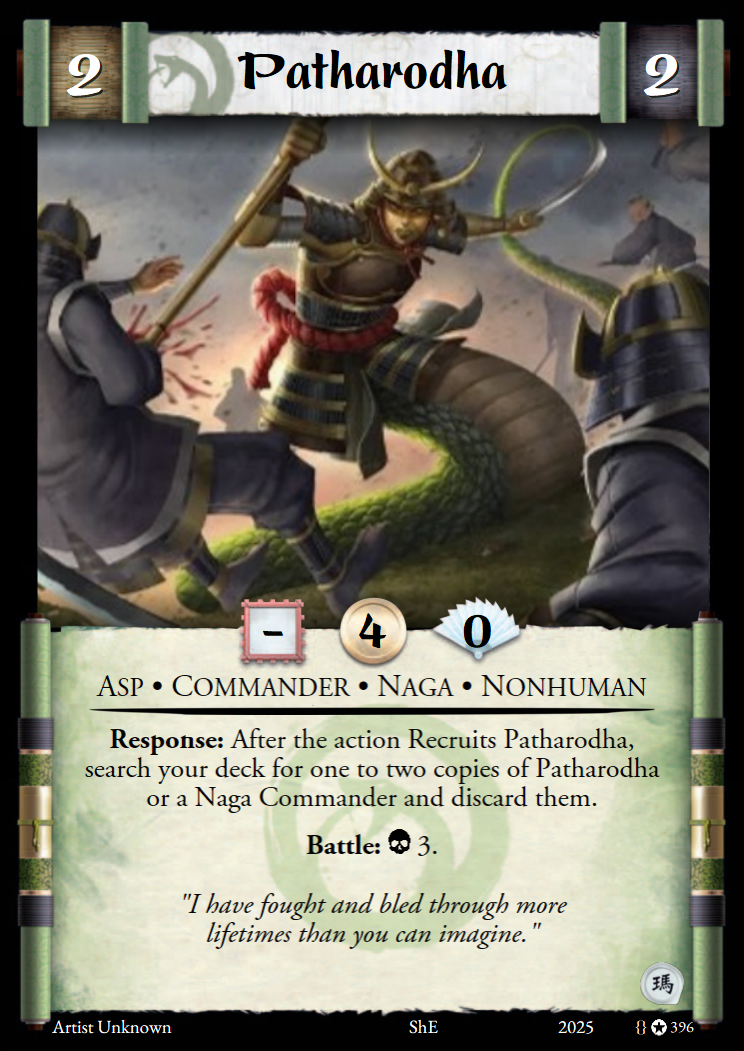 2 Patharodha 2
- 4 0
ASP • COMMANDER • NAGA • NONHUMAN
Response: After the action Recruits Patharodha,
search your deck for one to two copies of Patharodha
or a Naga Commander and discard them.
Battle: 3.
"I have fought and bled through more
lifetimes than you can imagine."
瑪
Artist Unknown ShE 2025 {} 396